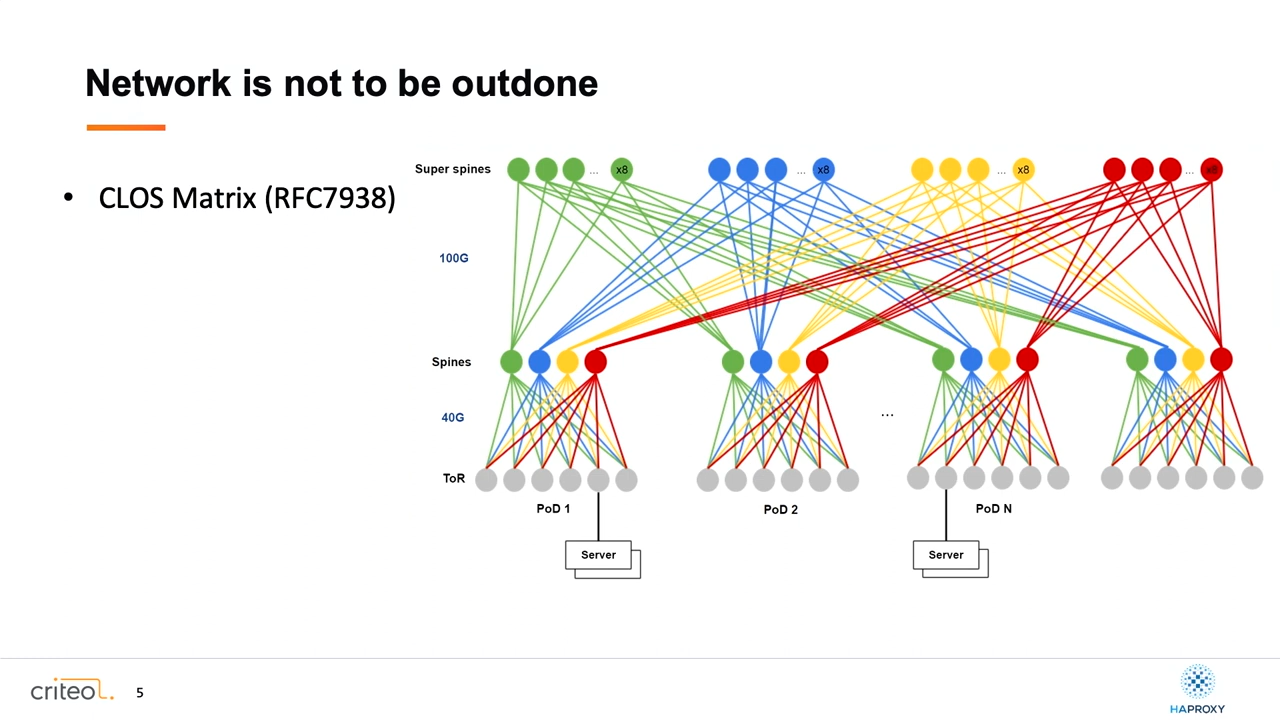 Network is not to be outdone
• CLOS Matrix (RFC7938)
Super spines
... x8
... x8
... x8
... x8
100G
Spines
40G
...
ToR
PoD 1
PoD 2
PoD N
Server
Server
criteo
5
HAPROXY